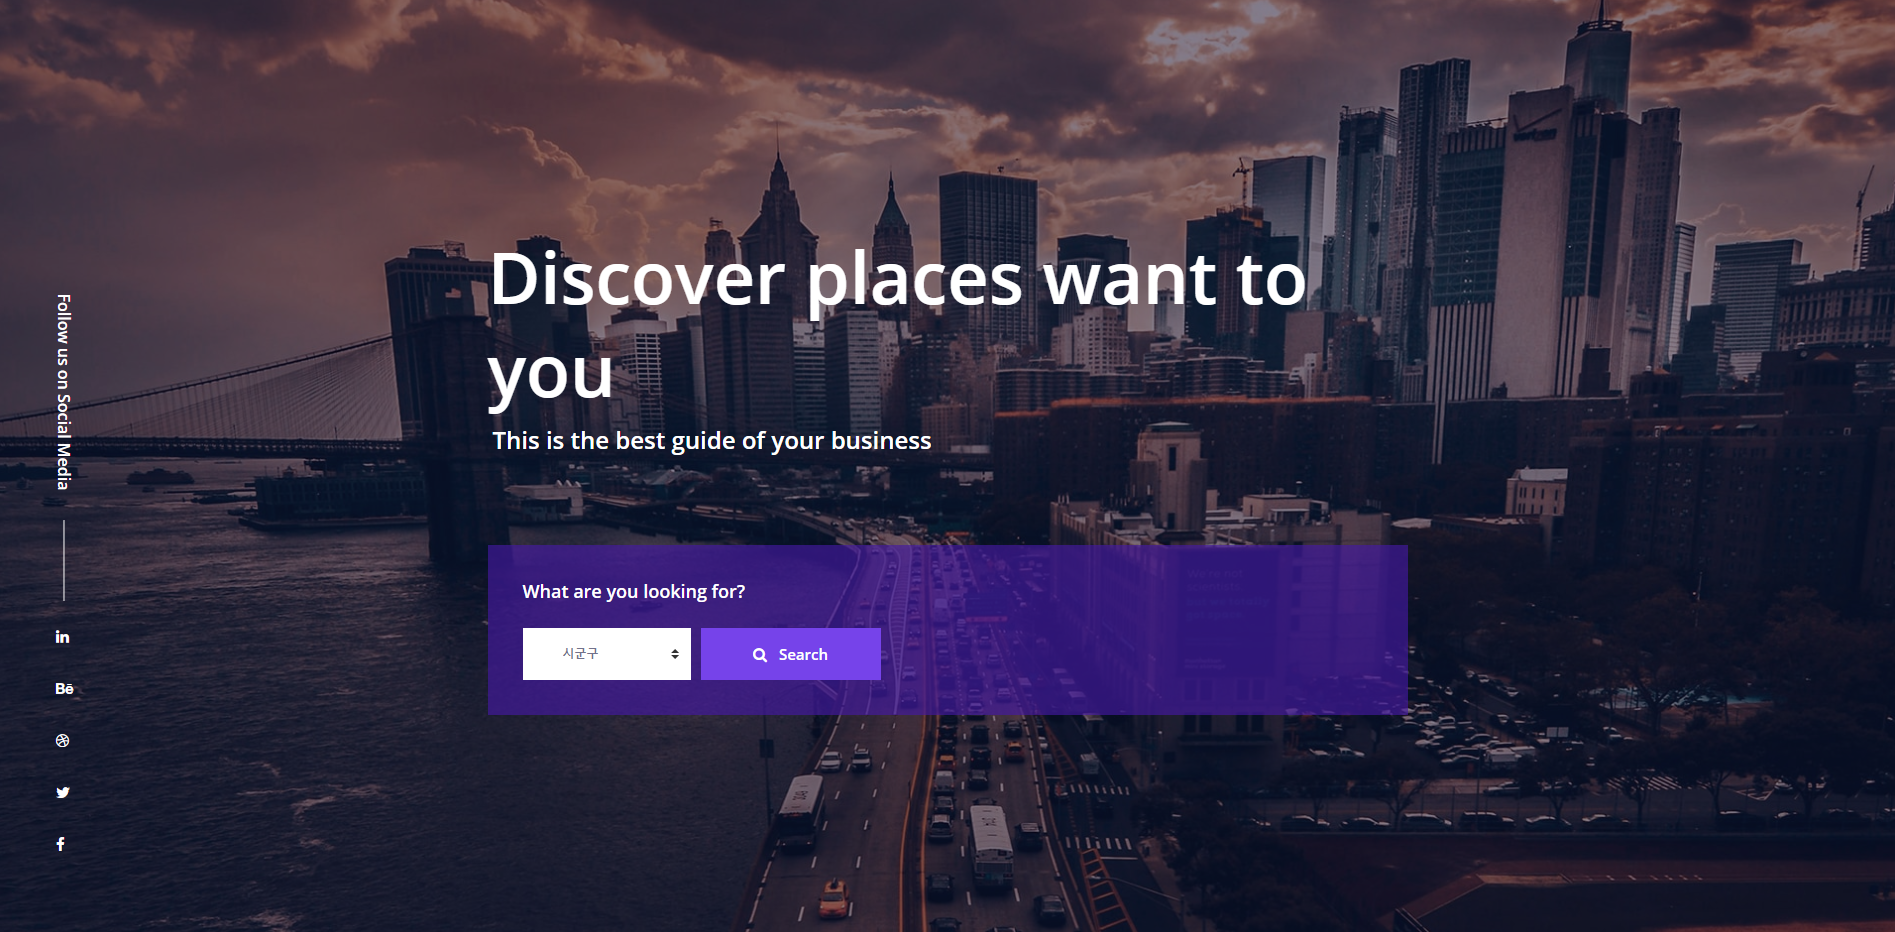 Discover places want to
you
This is the best guide of your business
What are you looking for?
시군구
Search
Follow us on Social Media
in
Bē
verizon